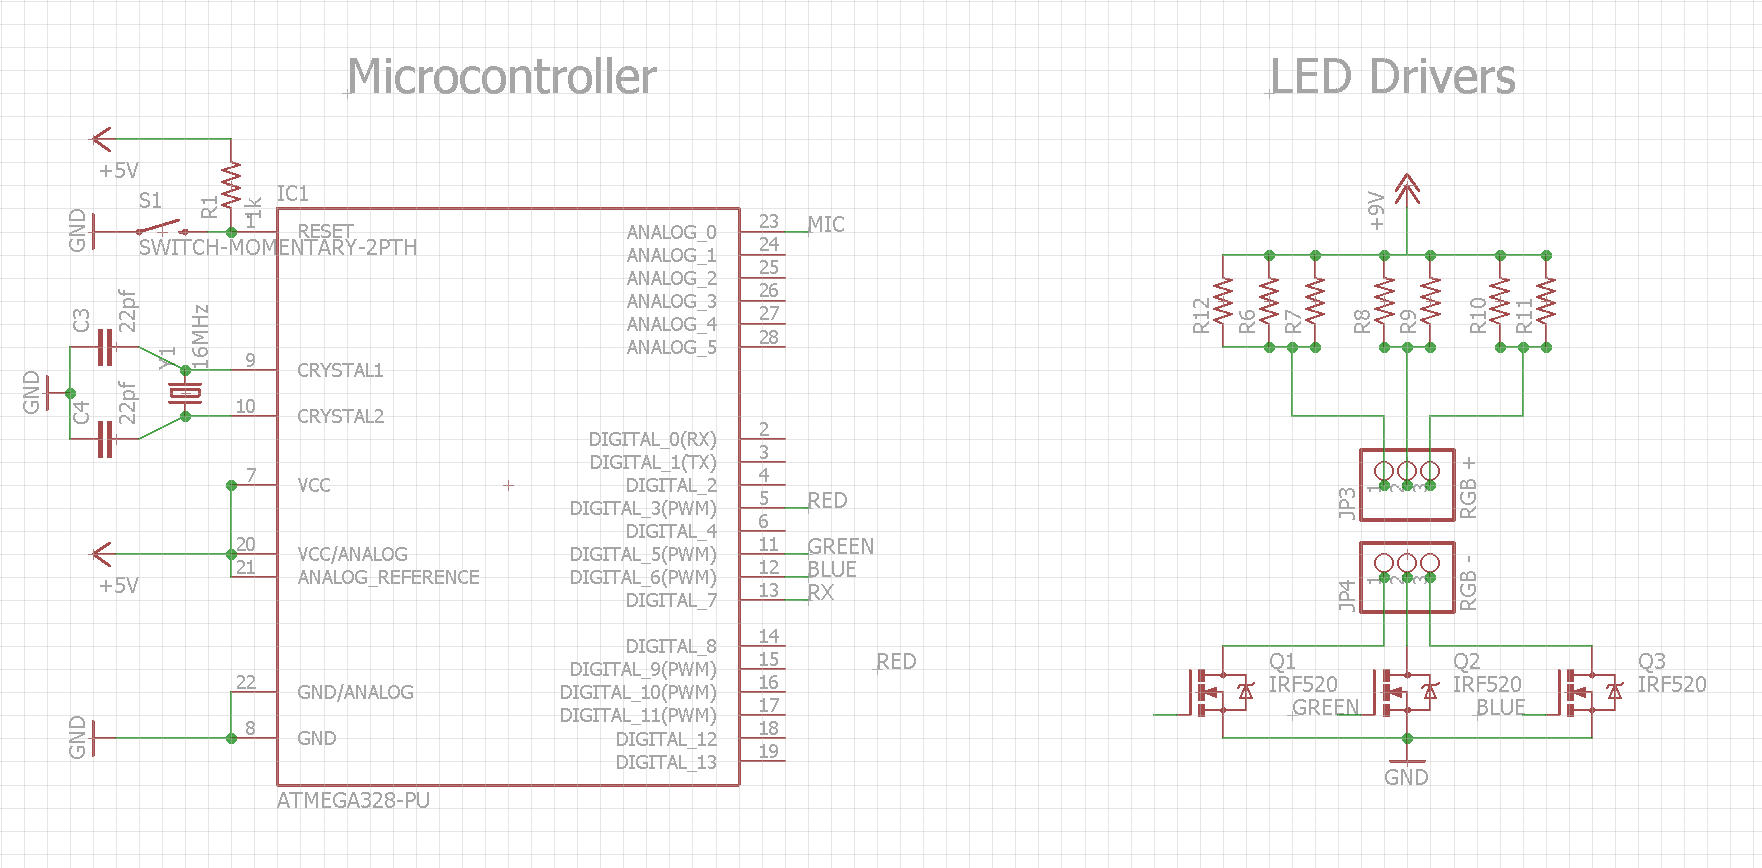 Microcontroller
LED Drivers
+5V
S1
R1
1k
IC1
GND
1
RESET
SWITCH-MOMENTARY-2PTH
C3
22pf
Y1
16MHz
GND
C4
22pf
9
CRYSTAL1
10
CRYSTAL2
7
VCC
+5V
20
VCC/ANALOG
21
ANALOG_REFERENCE
22
GND/ANALOG
GND
8
GND
ATMEGA328-PU
ANALOG_0 23 MIC
ANALOG_1 24
ANALOG_2 25
ANALOG_3 26
ANALOG_4 27
ANALOG_5 28
DIGITAL_0(RX) 2
DIGITAL_1(TX) 3
DIGITAL_2 4
DIGITAL_3(PWM) 5 RED
DIGITAL_4 6
DIGITAL_5(PWM) 11 GREEN
DIGITAL_6(PWM) 12 BLUE
DIGITAL_7 13 RX
DIGITAL_8 14
DIGITAL_9(PWM) 15
DIGITAL_10(PWM) 16
DIGITAL_11(PWM) 17
DIGITAL_12 18
DIGITAL_13 19
RED
+9V
R12
R6
R7
R8
R9
R10
R11
JP3
1
2
3
RGB +
JP4
1
2
3
RGB -
Q1
IRF520
GREEN
Q2
IRF520
BLUE
Q3
IRF520
GND